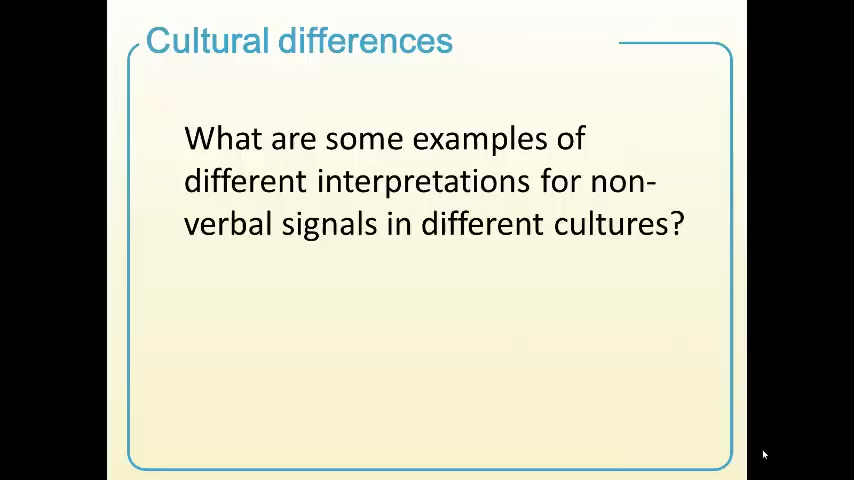 Cultural differences
What are some examples of
different interpretations for non-
verbal signals in different cultures?